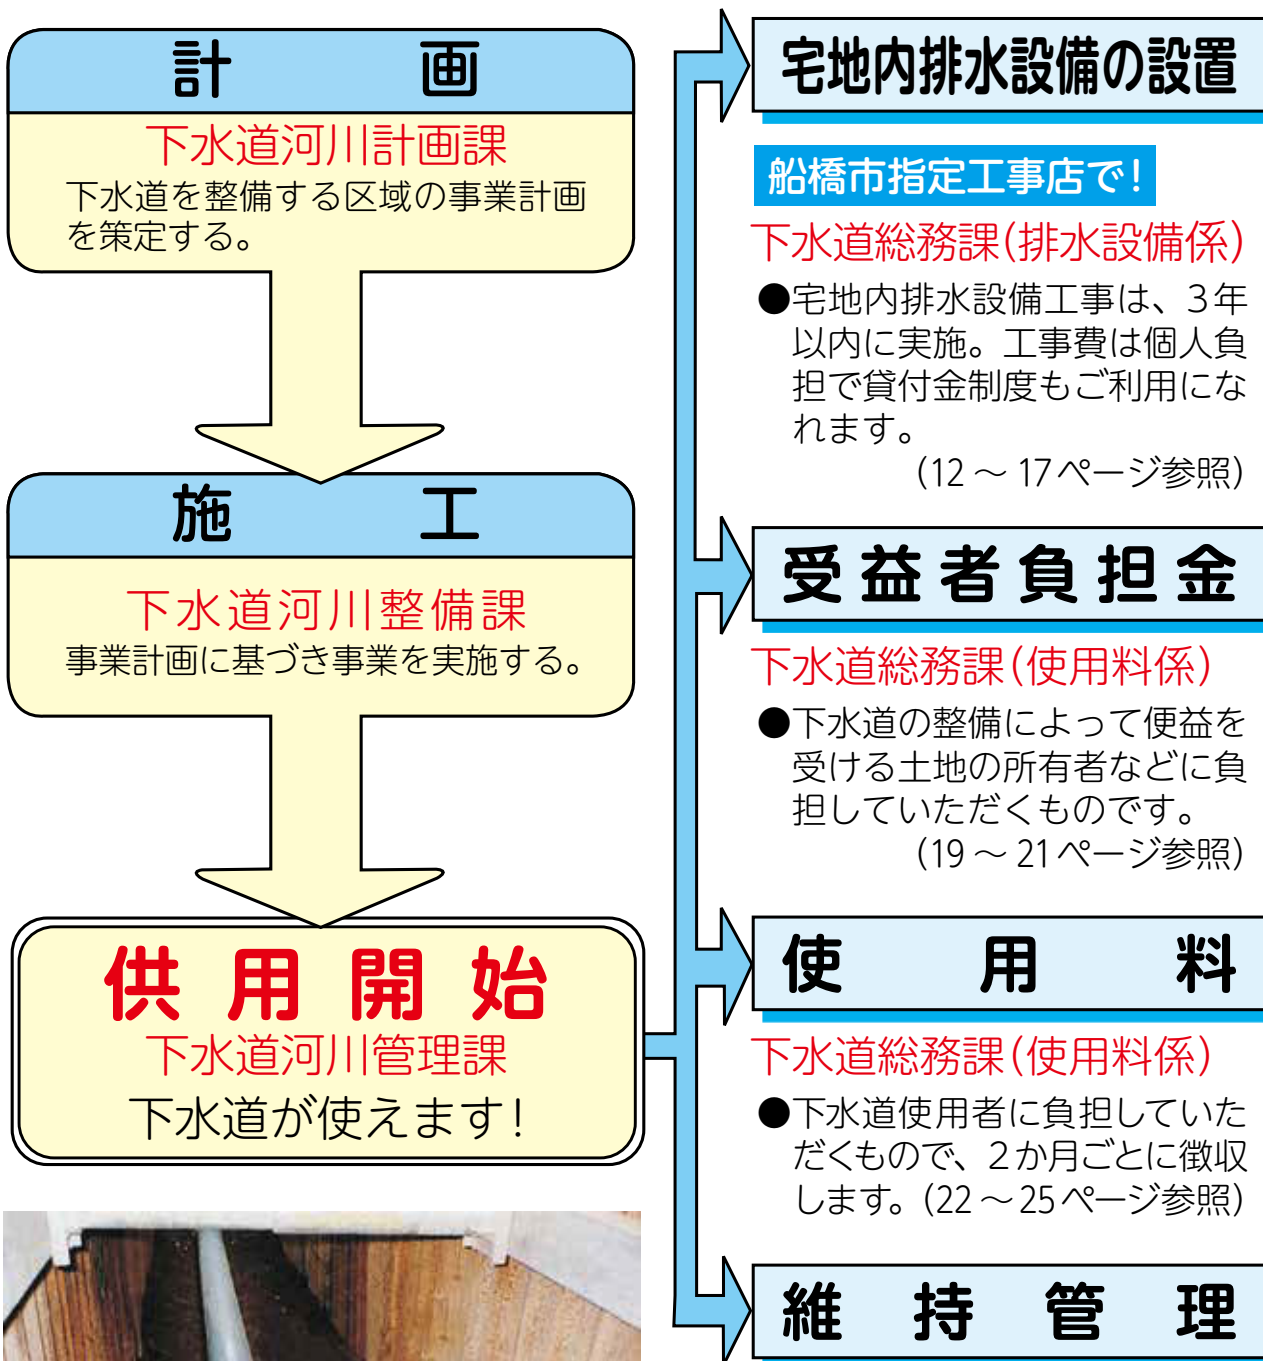 計画
下水道河川計画課
下水道を整備する区域の事業計画
を策定する。
施工
下水道河川整備課
事業計画に基づき事業を実施する。
供用開始
下水道河川管理課
下水道が使えます!
宅地内排水設備の設置
船橋市指定工事店で!
下水道総務課(排水設備係)
●宅地内排水設備工事は、3年
以内に実施。工事費は個人負
担で貸付金制度もご利用にな
れます。
(12～17ページ参照)
受益者負担金
下水道総務課(使用料係)
●下水道の整備によって便益を
受ける土地の所有者などに負
担していただくものです。
(19～21ページ参照)
使用料
下水道総務課(使用料係)
●下水道使用者に負担していた
だくもので、2か月ごとに徴収
します。(22～25ページ参照)
維持管理